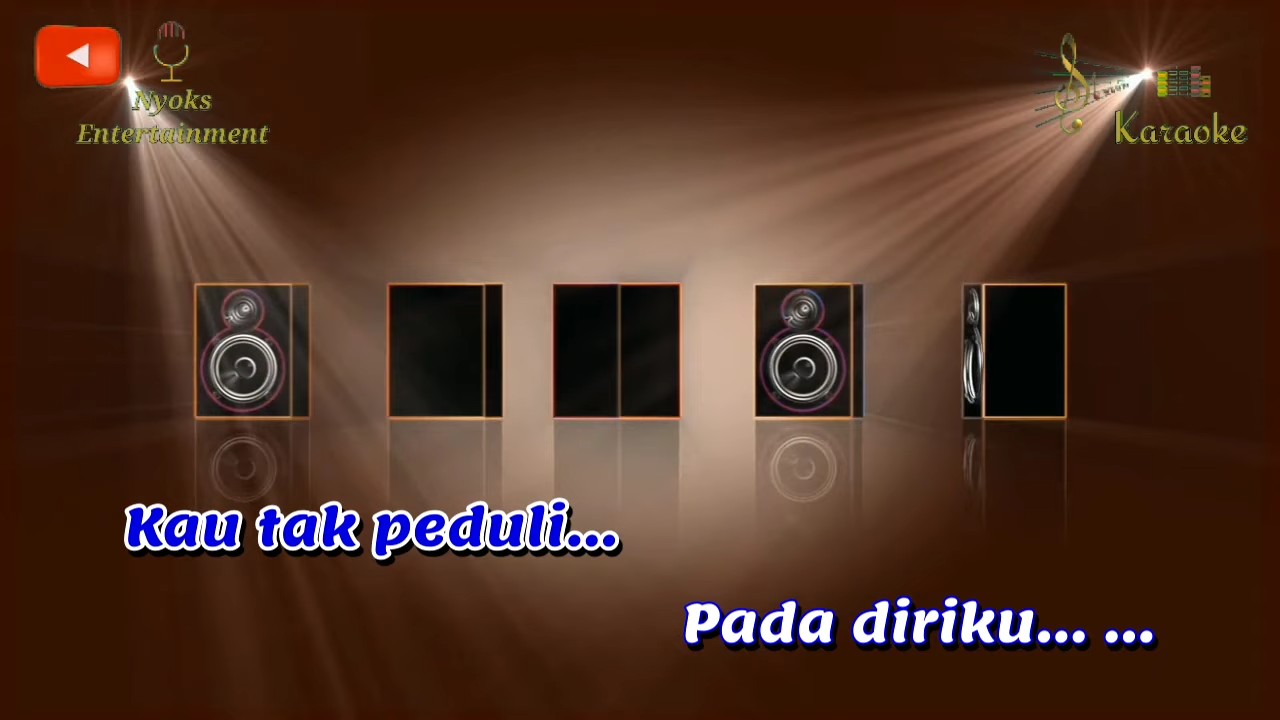 Nyoks
Entertainment
Karaoke
Kau tak peduli...
Pada diriku... ...